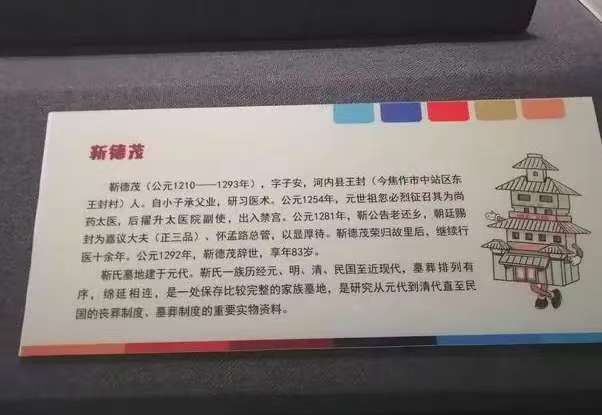 靳德茂
靳德茂（公元1210——1293年），字子安，河内县王封（今焦作市中站区东
王封村）人。自小子承父业，研习医术。公元1254年，元世祖忽必烈征召其为尚
药太医，后擢升太医院副使，出入禁宫。公元1281年，靳公告老还乡，朝廷赐
封为嘉议大夫（正三品）、怀孟路总管，以显厚待。靳德茂荣归故里后，继续行
医十余年。公元1292年，靳德茂辞世，享年83岁。
靳氏墓地建于元代。靳氏一族历经元、明、清、民国至近现代，墓葬排列有
序，绵延相连，是一处保存比较完整的家族墓地，是研究从元代到清代直至民
国的丧葬制度、墓葬制度的重要实物资料。